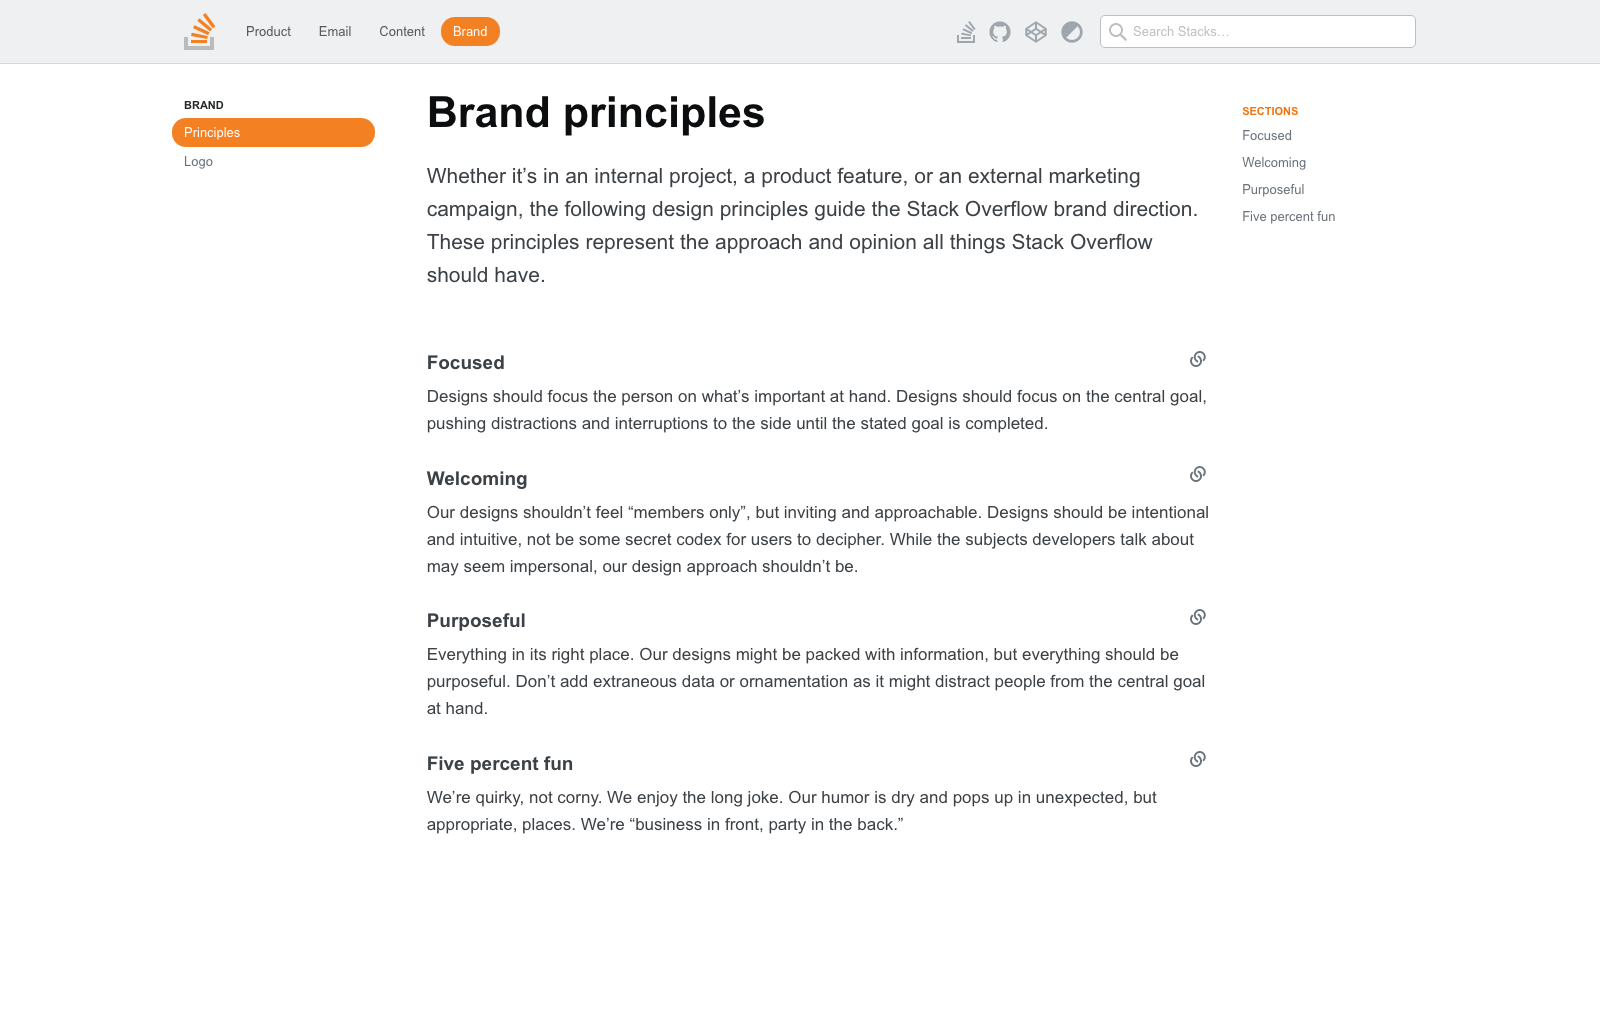 Product Email Content Brand
Search Stacks…
BRAND
Principles
Logo
Brand principles
Whether it’s in an internal project, a product feature, or an external marketing
campaign, the following design principles guide the Stack Overflow brand direction.
These principles represent the approach and opinion all things Stack Overflow
should have.
Focused
Designs should focus the person on what’s important at hand. Designs should focus on the central goal,
pushing distractions and interruptions to the side until the stated goal is completed.
Welcoming
Our designs shouldn’t feel “members only”, but inviting and approachable. Designs should be intentional
and intuitive, not be some secret codex for users to decipher. While the subjects developers talk about
may seem impersonal, our design approach shouldn’t be.
Purposeful
Everything in its right place. Our designs might be packed with information, but everything should be
purposeful. Don’t add extraneous data or ornamentation as it might distract people from the central goal
at hand.
Five percent fun
We’re quirky, not corny. We enjoy the long joke. Our humor is dry and pops up in unexpected, but
appropriate, places. We’re “business in front, party in the back.”
SECTIONS
Focused
Welcoming
Purposeful
Five percent fun